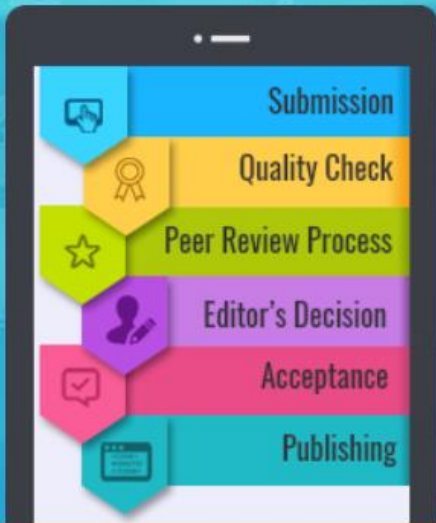 Submission
Quality Check
Peer Review Process
Editor's Decision
Acceptance
Publishing